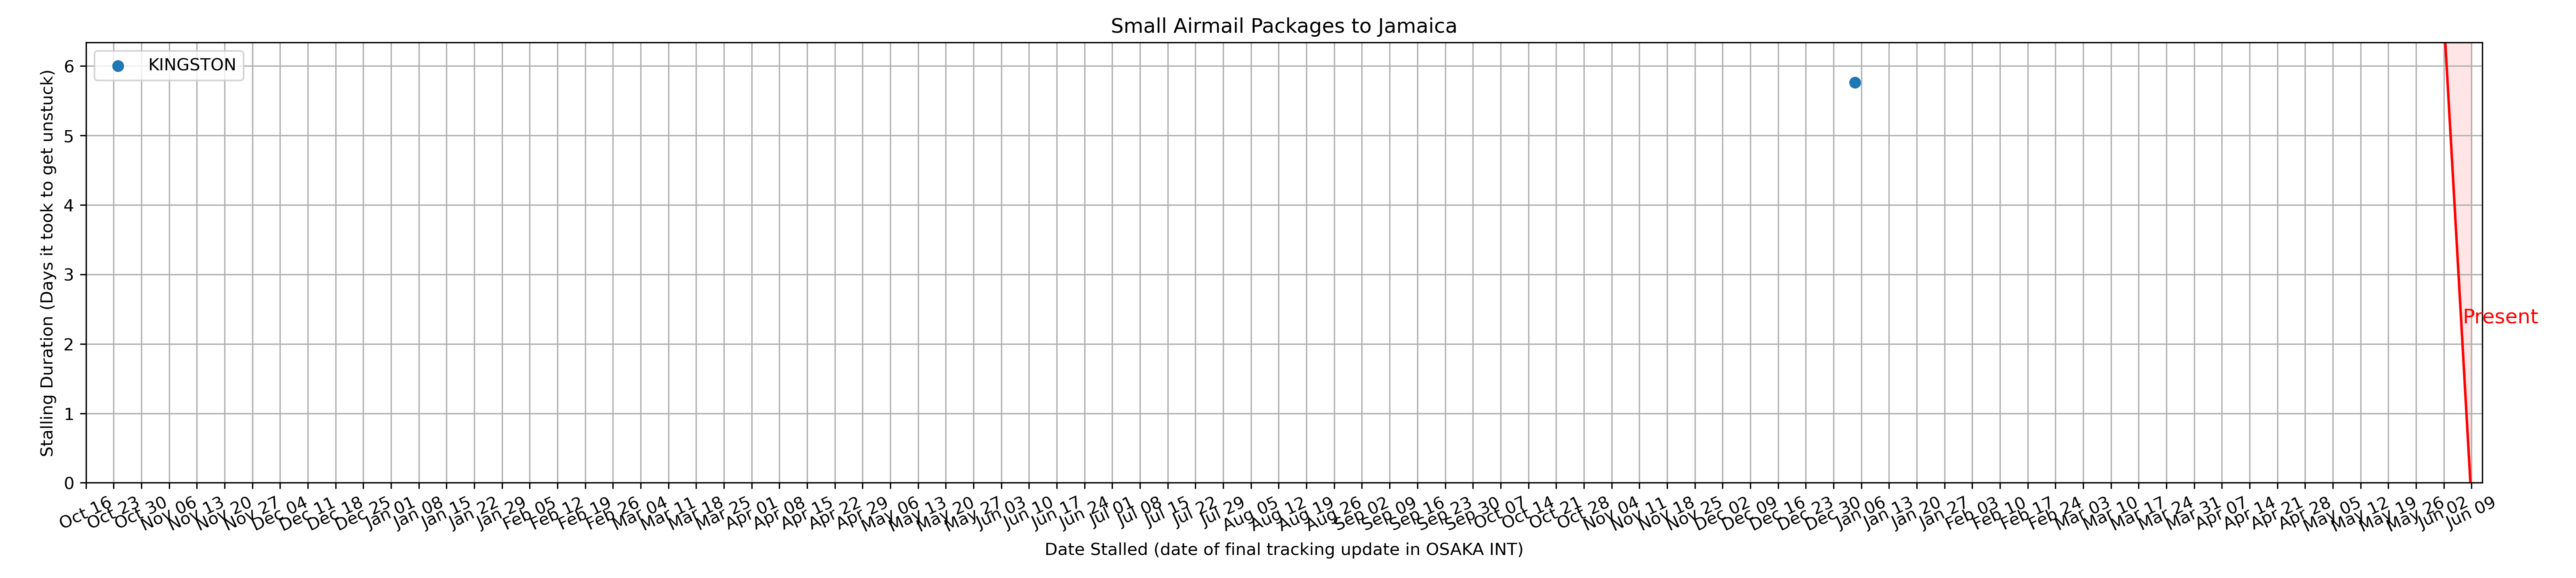 Small Airmail Packages to Jamaica
KINGSTON
Stalling Duration (Days it took to get unstuck)
6
5
4
3
2
1
0
Present
Oct 16 Oct 23 Oct 30 Nov 06 Nov 13 Nov 20 Nov 27 Dec 04 Dec 11 Dec 18 Dec 25 Jan 01 Jan 08 Jan 15 Jan 22 Jan 29 Feb 05 Feb 12 Feb 19 Feb 26 Mar 04 Mar 11 Mar 18 Mar 25 Apr 01 Apr 08 Apr 15 Apr 22 Apr 29 May 06 May 13 May 20 May 27 Jun 03 Jun 10 Jun 17 Jun 24 Jul 01 Jul 08 Jul 15 Jul 22 Jul 29 Aug 05 Aug 12 Aug 19 Aug 26 Sep 02 Sep 09 Sep 16 Sep 23 Sep 30 Oct 07 Oct 14 Oct 21 Oct 28 Nov 04 Nov 11 Nov 18 Nov 25 Dec 02 Dec 09 Dec 16 Dec 23 Dec 30 Jan 06 Jan 13 Jan 20 Jan 27 Feb 03 Feb 10 Feb 17 Feb 24 Mar 03 Mar 10 Mar 17 Mar 24 Mar 31 Apr 07 Apr 14 Apr 21 Apr 28 May 05 May 12 May 19 May 26 Jun 02 Jun 09
Date Stalled (date of final tracking update in OSAKA INT)